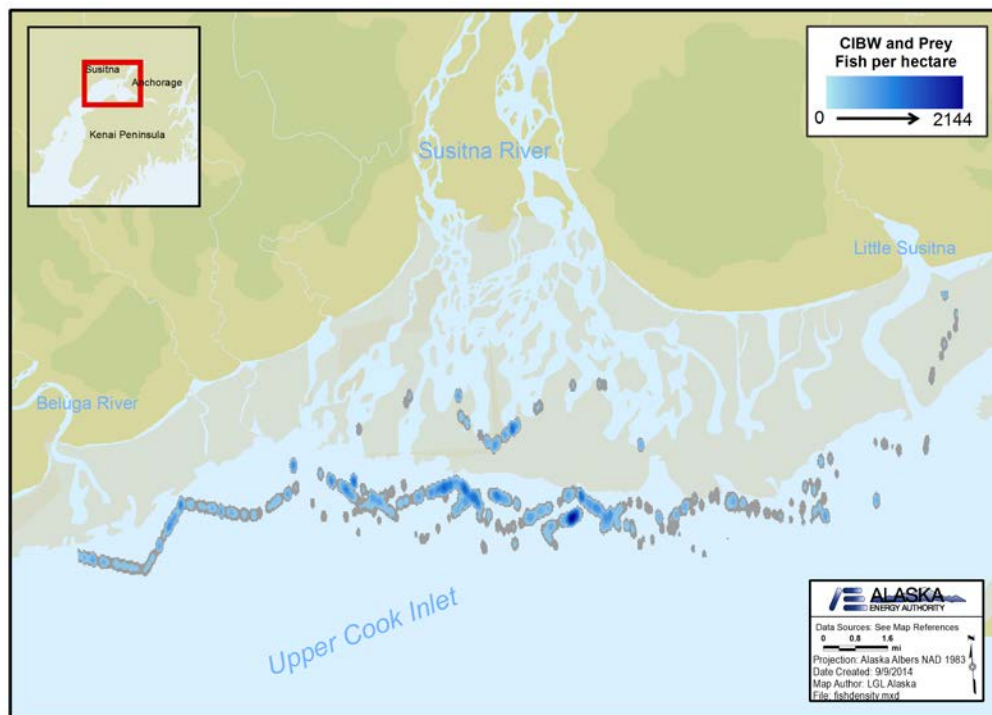 Susitna
Anchorage
Kenai Peninsula
CIBW and Prey
Fish per hectare
0 2144
Susitna River
Little Susitna
Beluga River
Upper Cook Inlet
ALASKA
ENERGY AUTHORITY
Data Sources: See Map References
0 0.8 1.6
mi
Projection: Alaska Albers NAD 1983
Date Created: 9/9/2014
Map Author: LGL Alaska
File: fishdensity.mxd